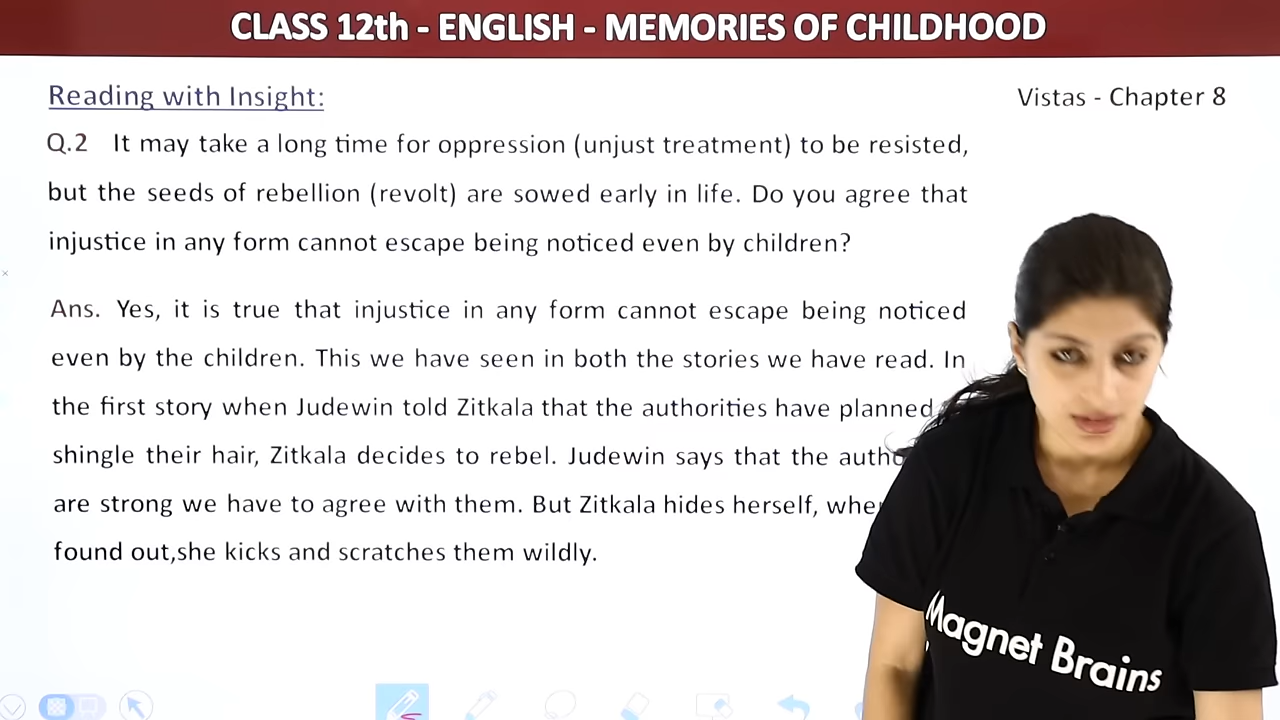 CLASS 12th - ENGLISH - MEMORIES OF CHILDHOOD
Reading with Insight:
Vistas - Chapter 8
Q.2 It may take a long time for oppression (unjust treatment) to be resisted,
but the seeds of rebellion (revolt) are sowed early in life. Do you agree that
injustice in any form cannot escape being noticed even by children?
Ans. Yes, it is true that injustice in any form cannot escape being noticed
even by the children. This we have seen in both the stories we have read. In
the first story when Judewin told Zitkala that the authorities have planned
shingle their hair, Zitkala decides to rebel. Judewin says that the
are strong we have to agree with them. But Zitkala hides herself,
found out,she kicks and scratches them wildly.
Magnet Brains